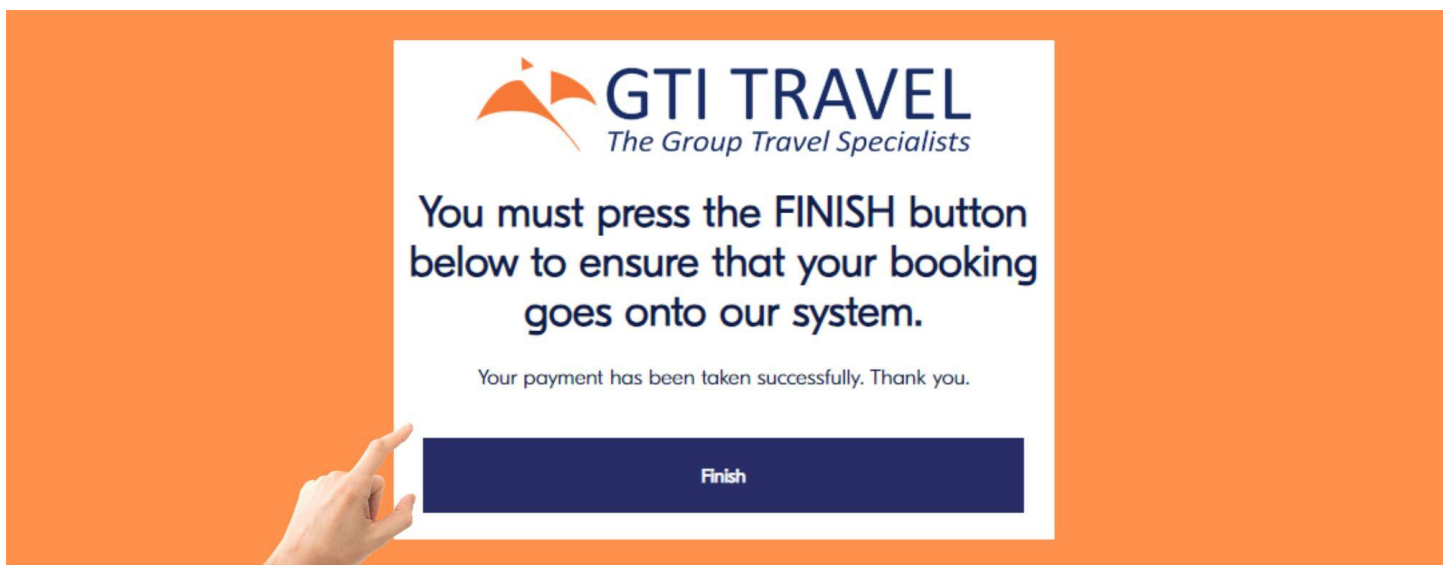 GTI TRAVEL
The Group Travel Specialists
You must press the FINISH button
below to ensure that your booking
goes onto our system.
Your payment has been taken successfully. Thank you.
Finish